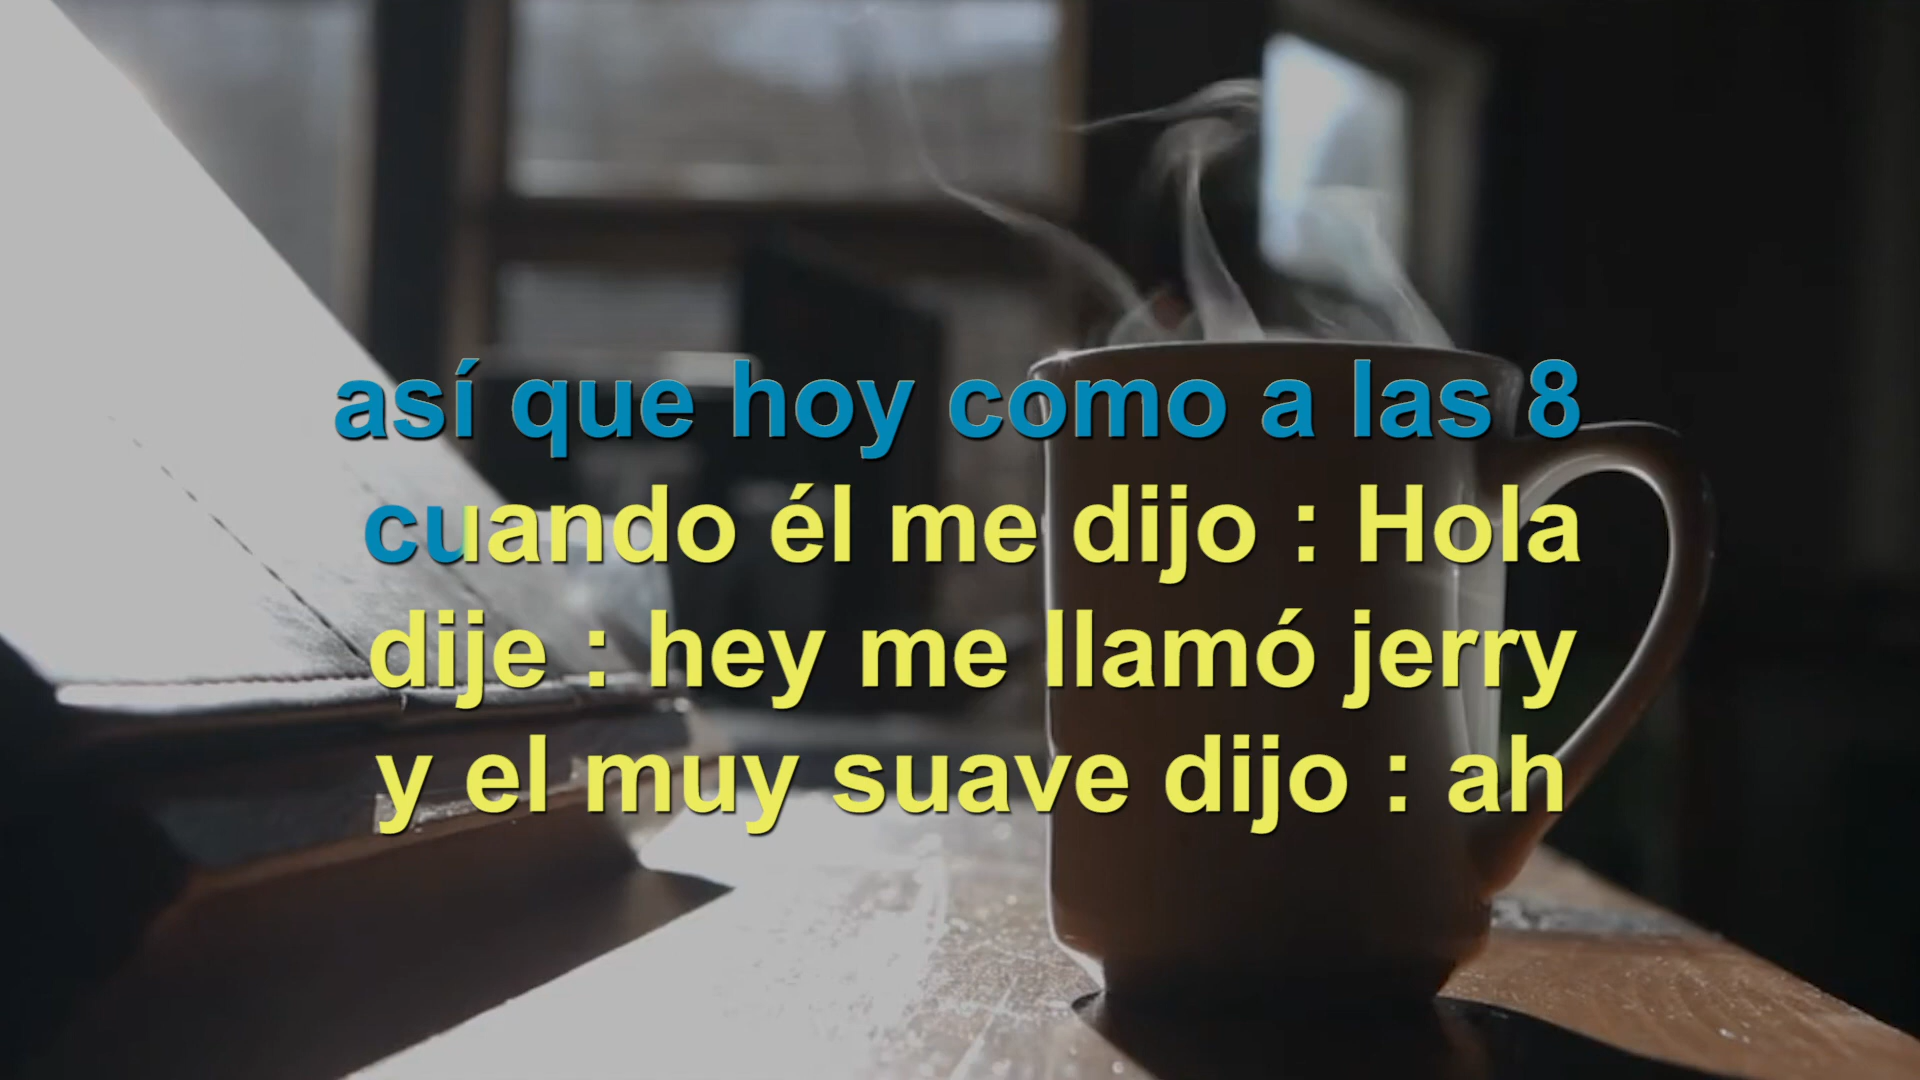 así que hoy como a las 8
cuando él me dijo : Hola
dije : hey me llamó jerry
y el muy suave dijo : ah